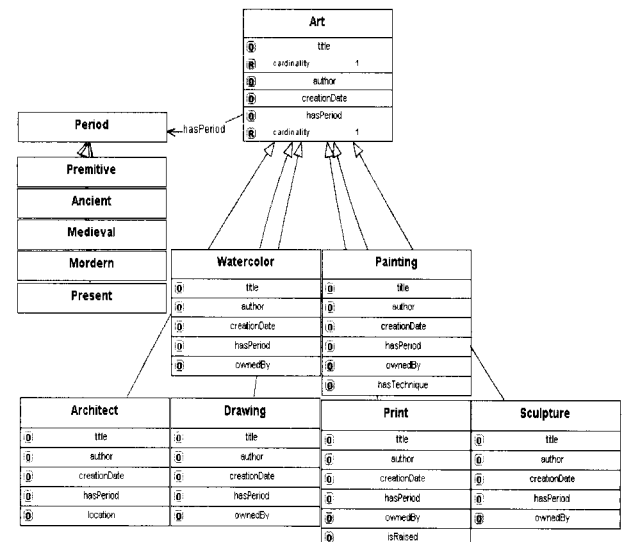 Art
O title
R cardinality 1
O author
O creationDate
O hasPeriod
R cardinality 1
hasPeriod
Period
Premitive
Ancient
Medieval
Mordern
Present
Watercolor
O title
O author
O creationDate
O hasPeriod
O ownedBy
Painting
O title
O author
O creationDate
O hasPeriod
O ownedBy
O hasTechnique
Architect
O title
O author
O creationDate
O hasPeriod
O location
Drawing
O title
O author
O creationDate
O hasPeriod
O ownedBy
Print
O title
O author
O creationDate
O hasPeriod
O ownedBy
O isRaised
Sculpture
O title
O author
O creationDate
O hasPeriod
O ownedBy